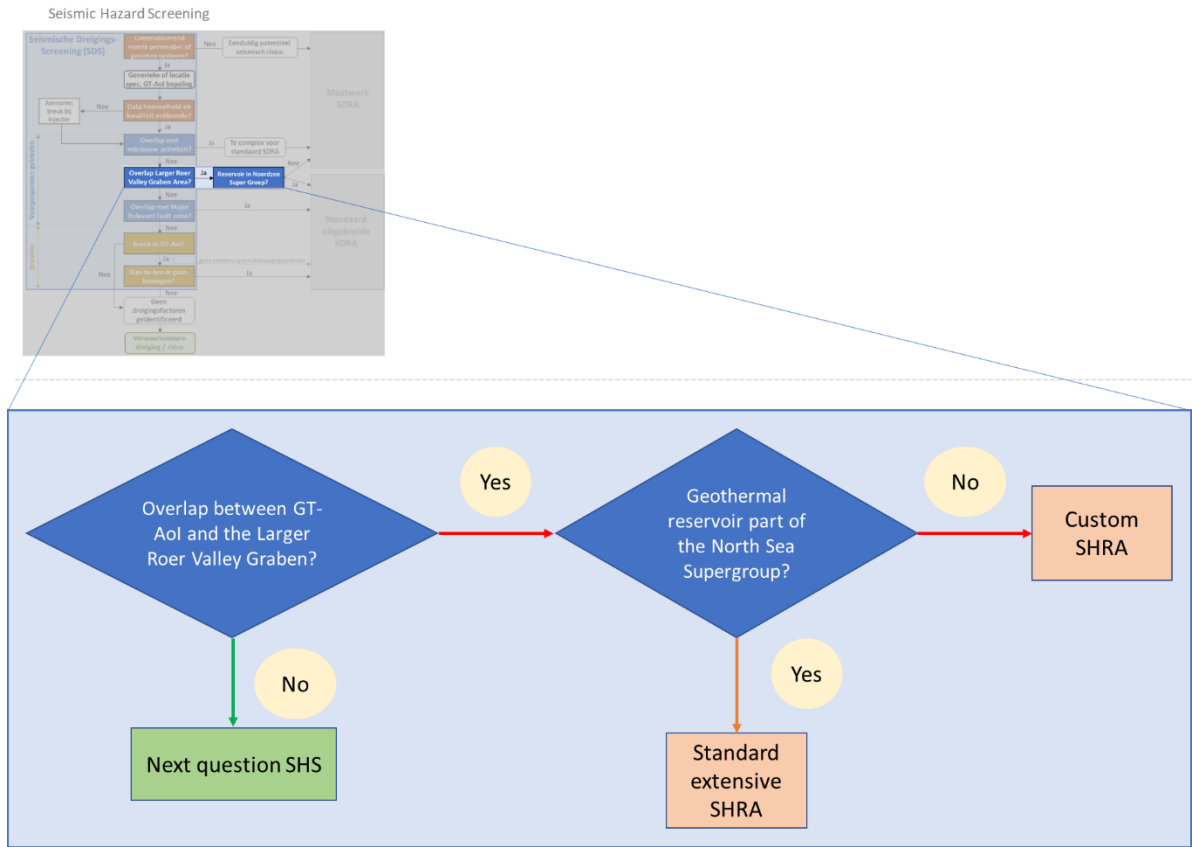 Seismic Hazard Screening
Seismische Dreigings-
Screening (SDS)
Communicerend
matrix permeabel of
gesloten systeem?
Nee
Eenduidig potentieel
seismisch risico
Ja
Generieke of locatie
spec. GT-AoI bepaling
Maatwerk
SDRA
Aanname:
breuk bij
injector
Nee
Data hoeveelheid en
kwaliteit voldoende?
Ja
Overlap met
mijnbouw activiteit?
Ja
Te complex voor
standaard SDRA
Nee
Nee
Overlap Larger Roer
Valley Graben Area?
Ja
Reservoir in Noordzee
Super Groep?
Ja
Nee
Overlap met Major
Relevant fault zone?
Ja
Standaard
uitgebreide
SDRA
Nee
Breuk in GT-AoI?
Nee
Ja
Kan de breuk gaan
bewegen?
Ja
Nee
Geen
dreigingsfactoren
geïdentificeerd
Verwaarloosbare
dreiging / risico
Overlap between GT-
AoI and the Larger
Roer Valley Graben?
Yes
Geothermal
reservoir part of
the North Sea
Supergroup?
No
Custom
SHRA
No
Yes
Next question SHS
Standard
extensive
SHRA